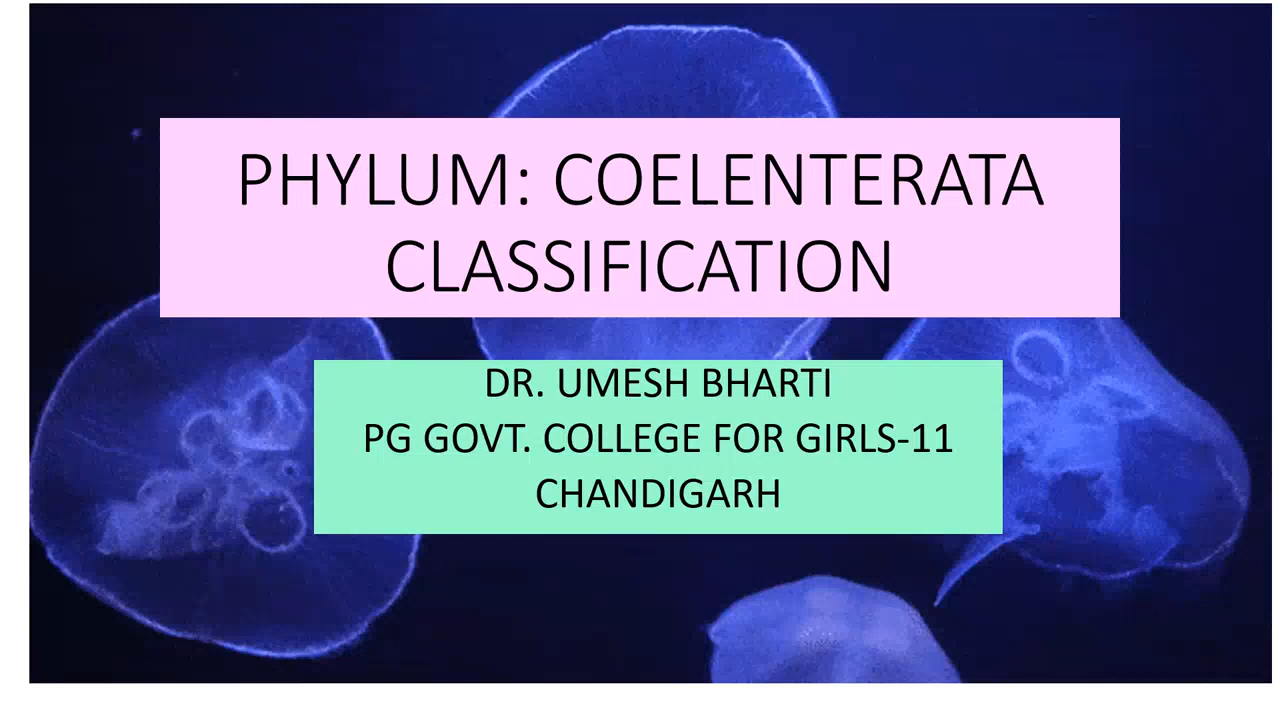 PHYLUM: COELENTERATA
CLASSIFICATION
DR. UMESH BHARTI
PG GOVT. COLLEGE FOR GIRLS-11
CHANDIGARH